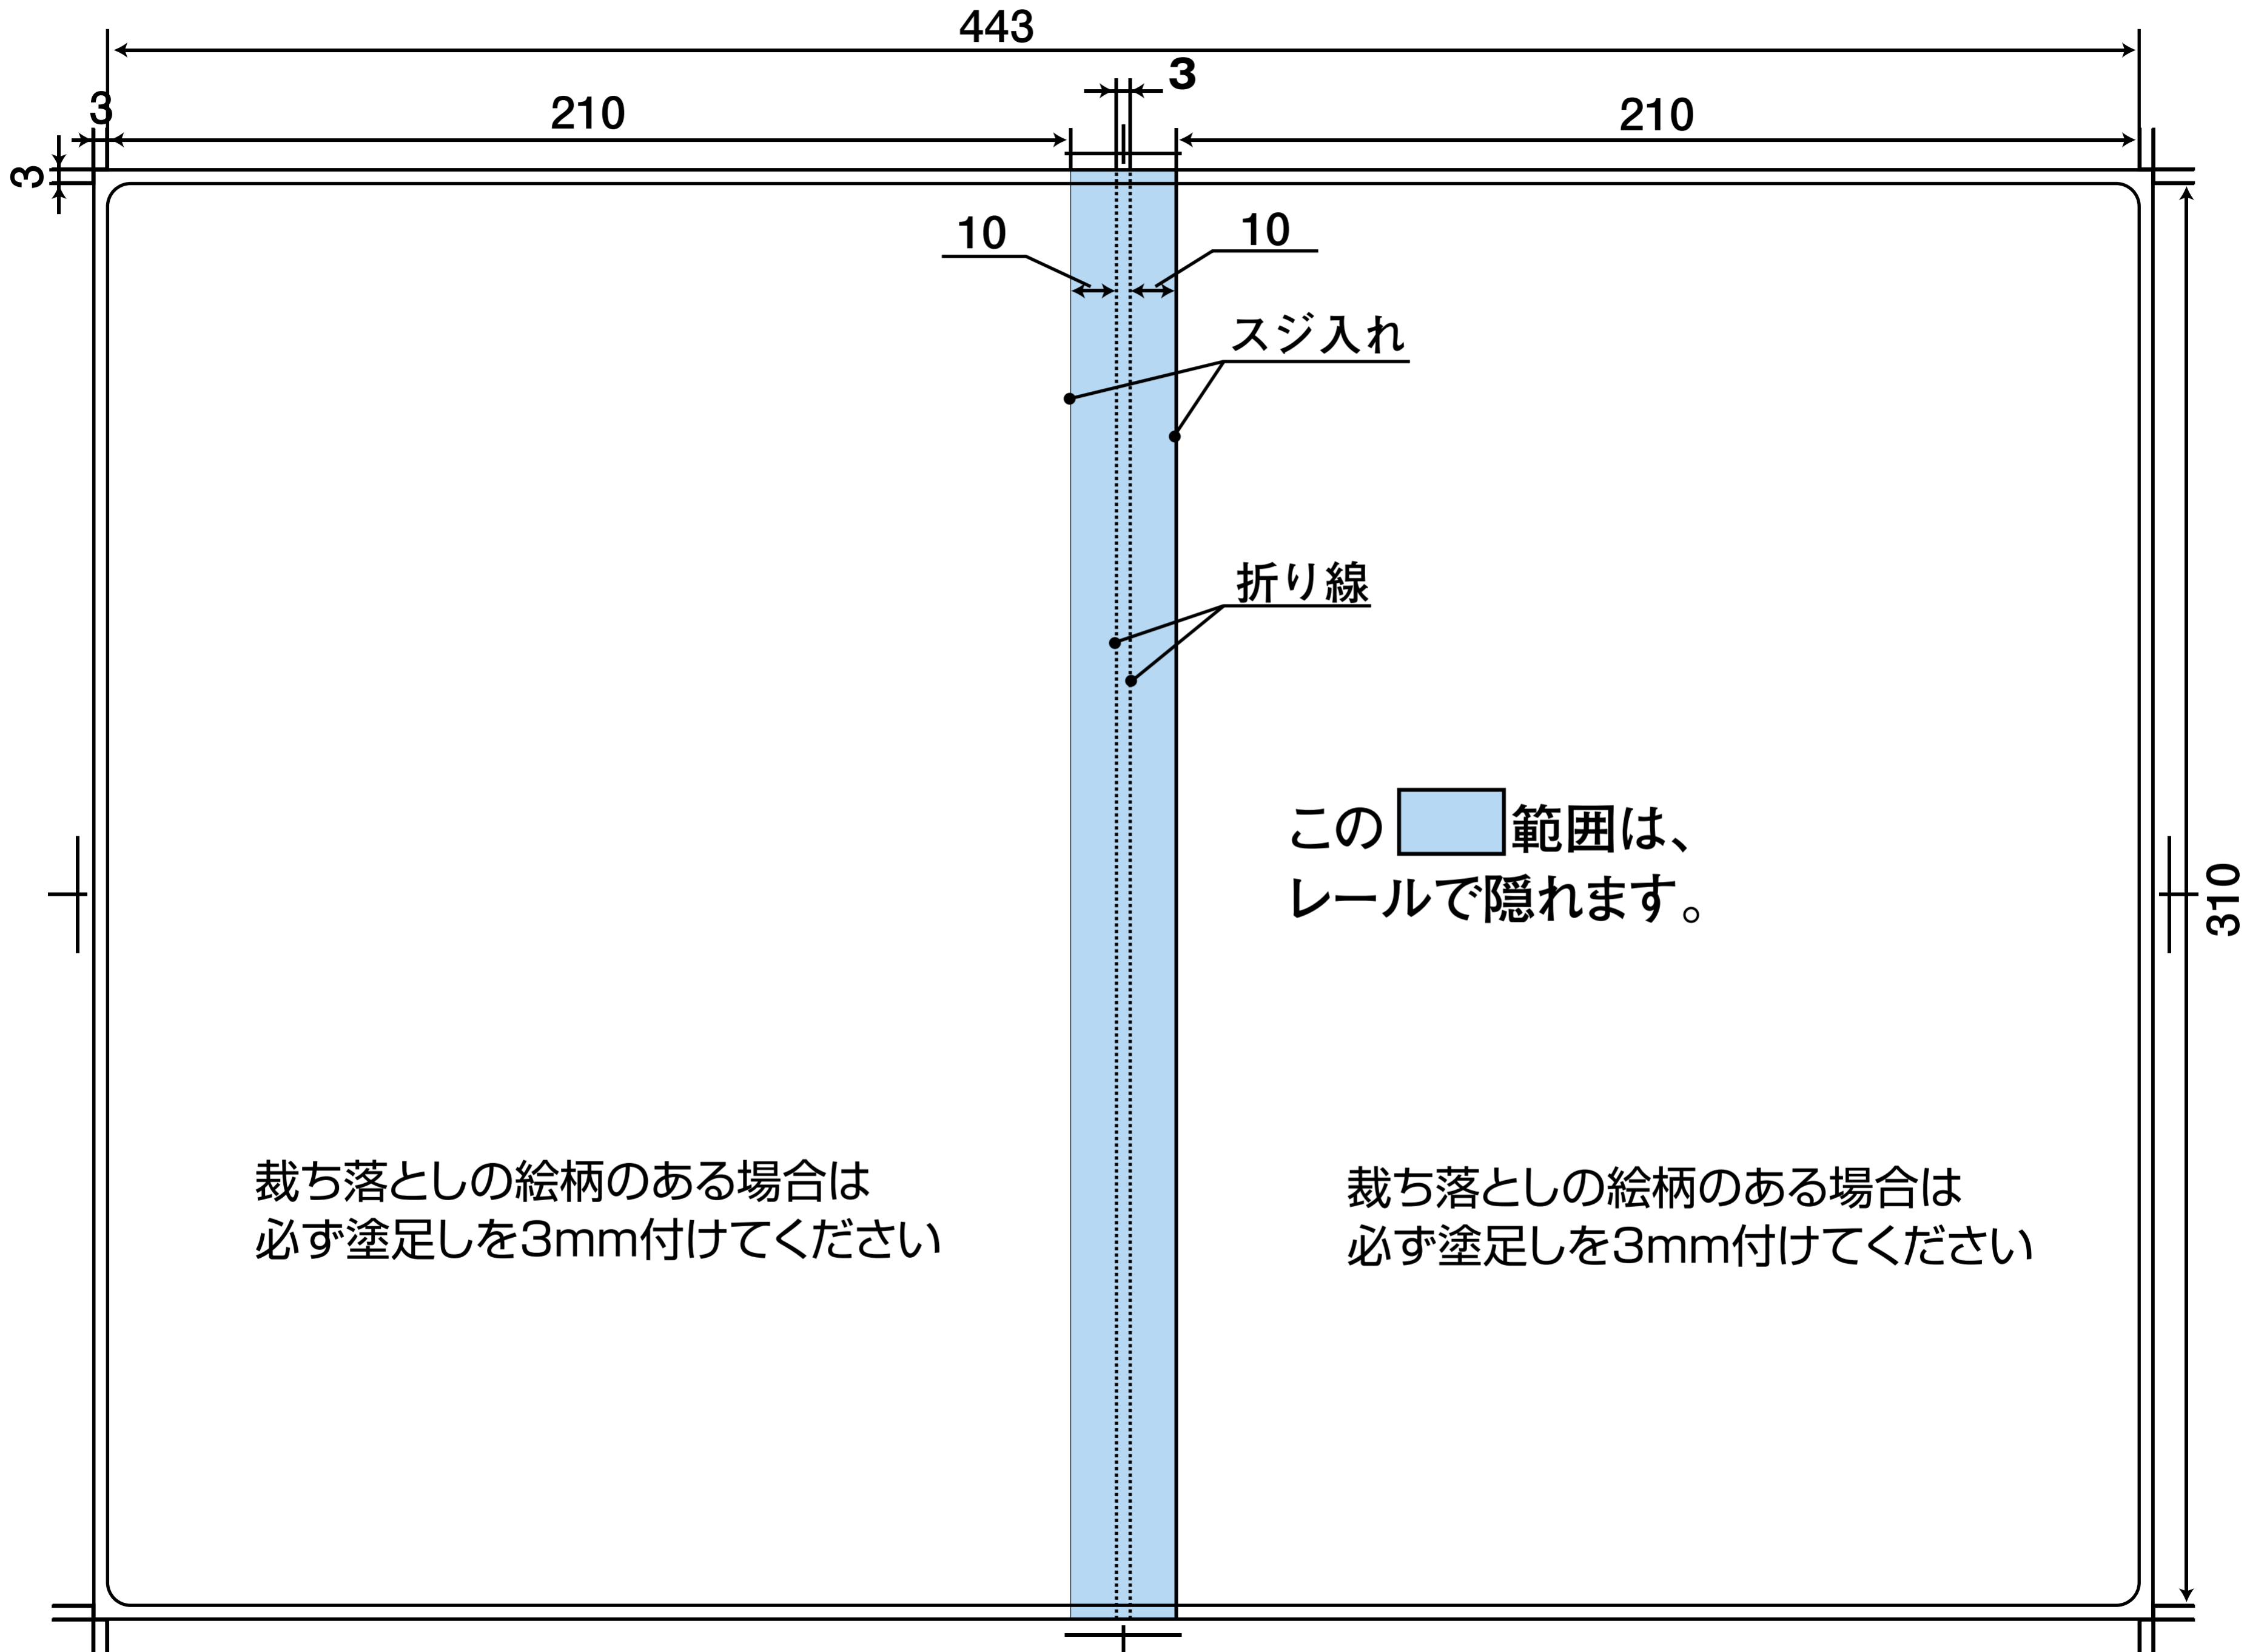 443
3
3
210
210
3
10
10
スジ入れ
折り線
この 範囲は、
レールで隠れます。
310
裁ち落としの絵柄のある場合は
必ず塗足しを3mm付けてください
裁ち落としの絵柄のある場合は
必ず塗足しを3mm付けてください